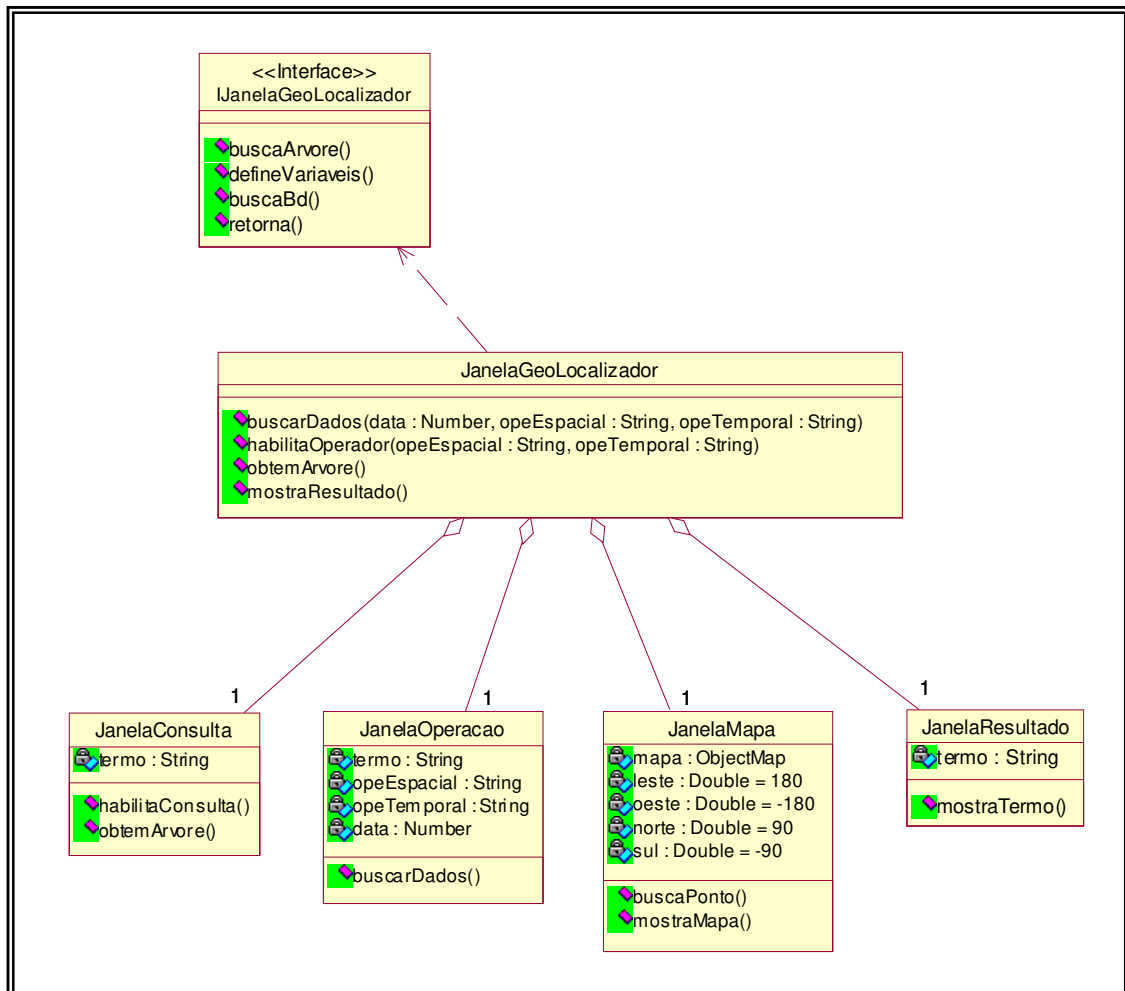 <<Interface>>
IJanelaGeoLocalizador
buscaArvore()
defineVariaveis()
buscaBd()
retorna()
JanelaGeoLocalizador
buscarDados(data : Number, opeEspacial : String, opeTemporal : String)
habilitaOperador(opeEspacial : String, opeTemporal : String)
obtemArvore()
mostraResultado()
1
1
1
1
JanelaConsulta
termo : String
habilitaConsulta()
obtemArvore()
JanelaOperacao
termo : String
opeEspacial : String
opeTemporal : String
data : Number
buscarDados()
JanelaMapa
mapa : ObjectMap
leste : Double = 180
oeste : Double = -180
norte : Double = 90
sul : Double = -90
buscaPonto()
mostraMapa()
JanelaResultado
termo : String
mostraTermo()